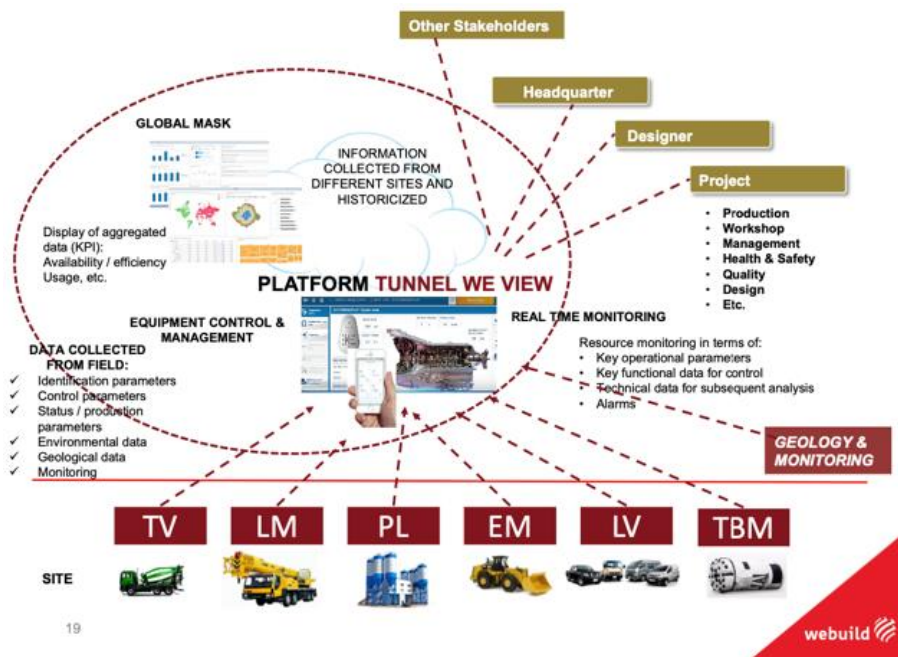 Other Stakeholders
Headquarter
Designer
Project
• Production
• Workshop
• Management
• Health & Safety
• Quality
• Design
• Etc.
GLOBAL MASK
INFORMATION
COLLECTED FROM
DIFFERENT SITES AND
HISTORICIZED
Display of aggregated
data (KPI):
Availability / efficiency
Usage, etc.
PLATFORM TUNNEL WE VIEW
EQUIPMENT CONTROL &
MANAGEMENT
REAL TIME MONITORING
Resource monitoring in terms of:
• Key operational parameters
• Key functional data for control
• Technical data for subsequent analysis
• Alarms
DATA COLLECTED
FROM FIELD:
✓ Identification parameters
✓ Control parameters
✓ Status / production
parameters
✓ Environmental data
✓ Geological data
✓ Monitoring
GEOLOGY &
MONITORING
TV
LM
PL
EM
LV
TBM
SITE
19
webuild